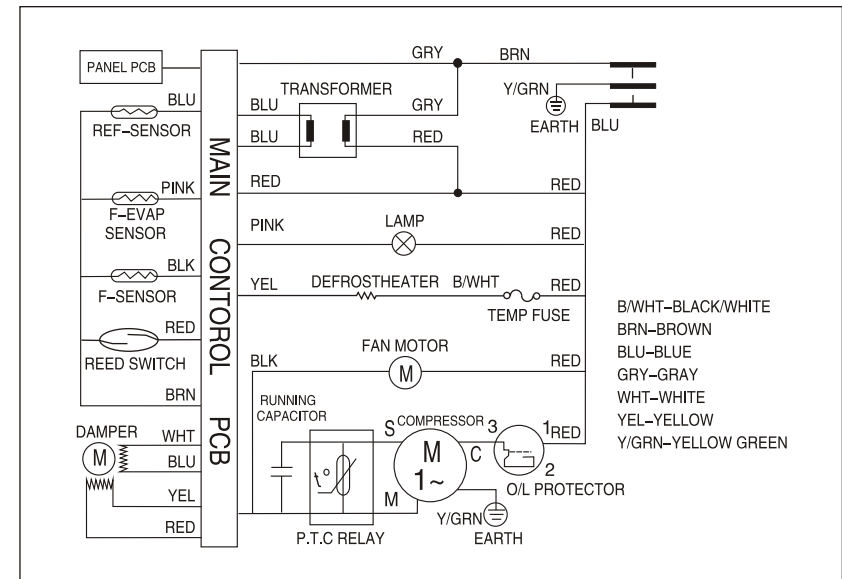 PANEL PCB
BLU
REF–SENSOR
PINK
F–EVAP
SENSOR
BLK
F–SENSOR
RED
REED SWITCH
BRN
DAMPER
M
WHT
BLU
YEL
RED
MAIN CONTOROL PCB
GRY
BRN
Y/GRN
EARTH
BLU
TRANSFORMER
BLU
GRY
BLU
RED
RED
RED
PINK
LAMP
RED
YEL
DEFROSTHEATER
B/WHT
RED
TEMP FUSE
FAN MOTOR
BLK
M
RED
RUNNING
CAPACITOR
t°
P.T.C RELAY
S
COMPRESSOR
M
1~
M
C
3
1
RED
2
O/L PROTECTOR
Y/GRN
EARTH
B/WHT–BLACK/WHITE
BRN–BROWN
BLU–BLUE
GRY–GRAY
WHT–WHITE
YEL–YELLOW
Y/GRN–YELLOW GREEN